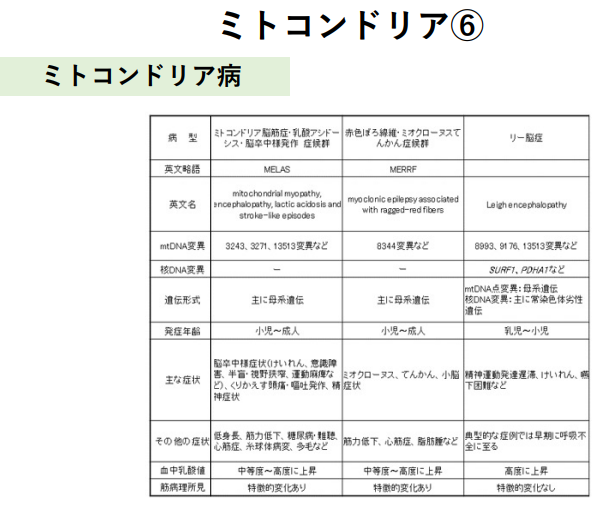 ミトコンドリア⑥
ミトコンドリア病
病　型
ミトコンドリア脳筋症・乳酸アシドー
シス・脳卒中様発作 症候群
赤色ぼろ線維・ミオクローヌスて
んかん症候群
リー脳症
英文略語
MELAS
MERRF
英文名
mitochondrial myopathy,
encephalopathy, lactic acidosis and
stroke-like episodes
myoclonic epilepsy associated
with ragged-red fibers
Leigh encephalopathy
mtDNA変異
3243、3271、13513変異など
8344変異など
8993、9176、13513変異など
核DNA変異
ー
ー
SURF1、PDHA1など
遺伝形式
主に母系遺伝
主に母系遺伝
mtDNA点変異：母系遺伝
核DNA変異：主に常染色体劣性
遺伝
発症年齢
小児～成人
小児～成人
乳児～小児
主な症状
脳卒中様症状（けいれん、意識障
害、半盲・視野狭窄、運動麻痺な
ど）、くりかえす頭痛・嘔吐発作、精
神症状
ミオクローヌス、てんかん、小脳
症状
精神運動発達遅滞、けいれん、嚥
下困難など
その他の症状
低身長、筋力低下、糖尿病・難聴、
心筋症、糸球体病変、多毛など
筋力低下、心筋症、脂肪腫など
典型的な症例では早期に呼吸不
全に至る
血中乳酸値
中等度～高度に上昇
中等度～高度に上昇
高度に上昇
筋病理所見
特徴的変化あり
特徴的変化あり
特徴的変化なし